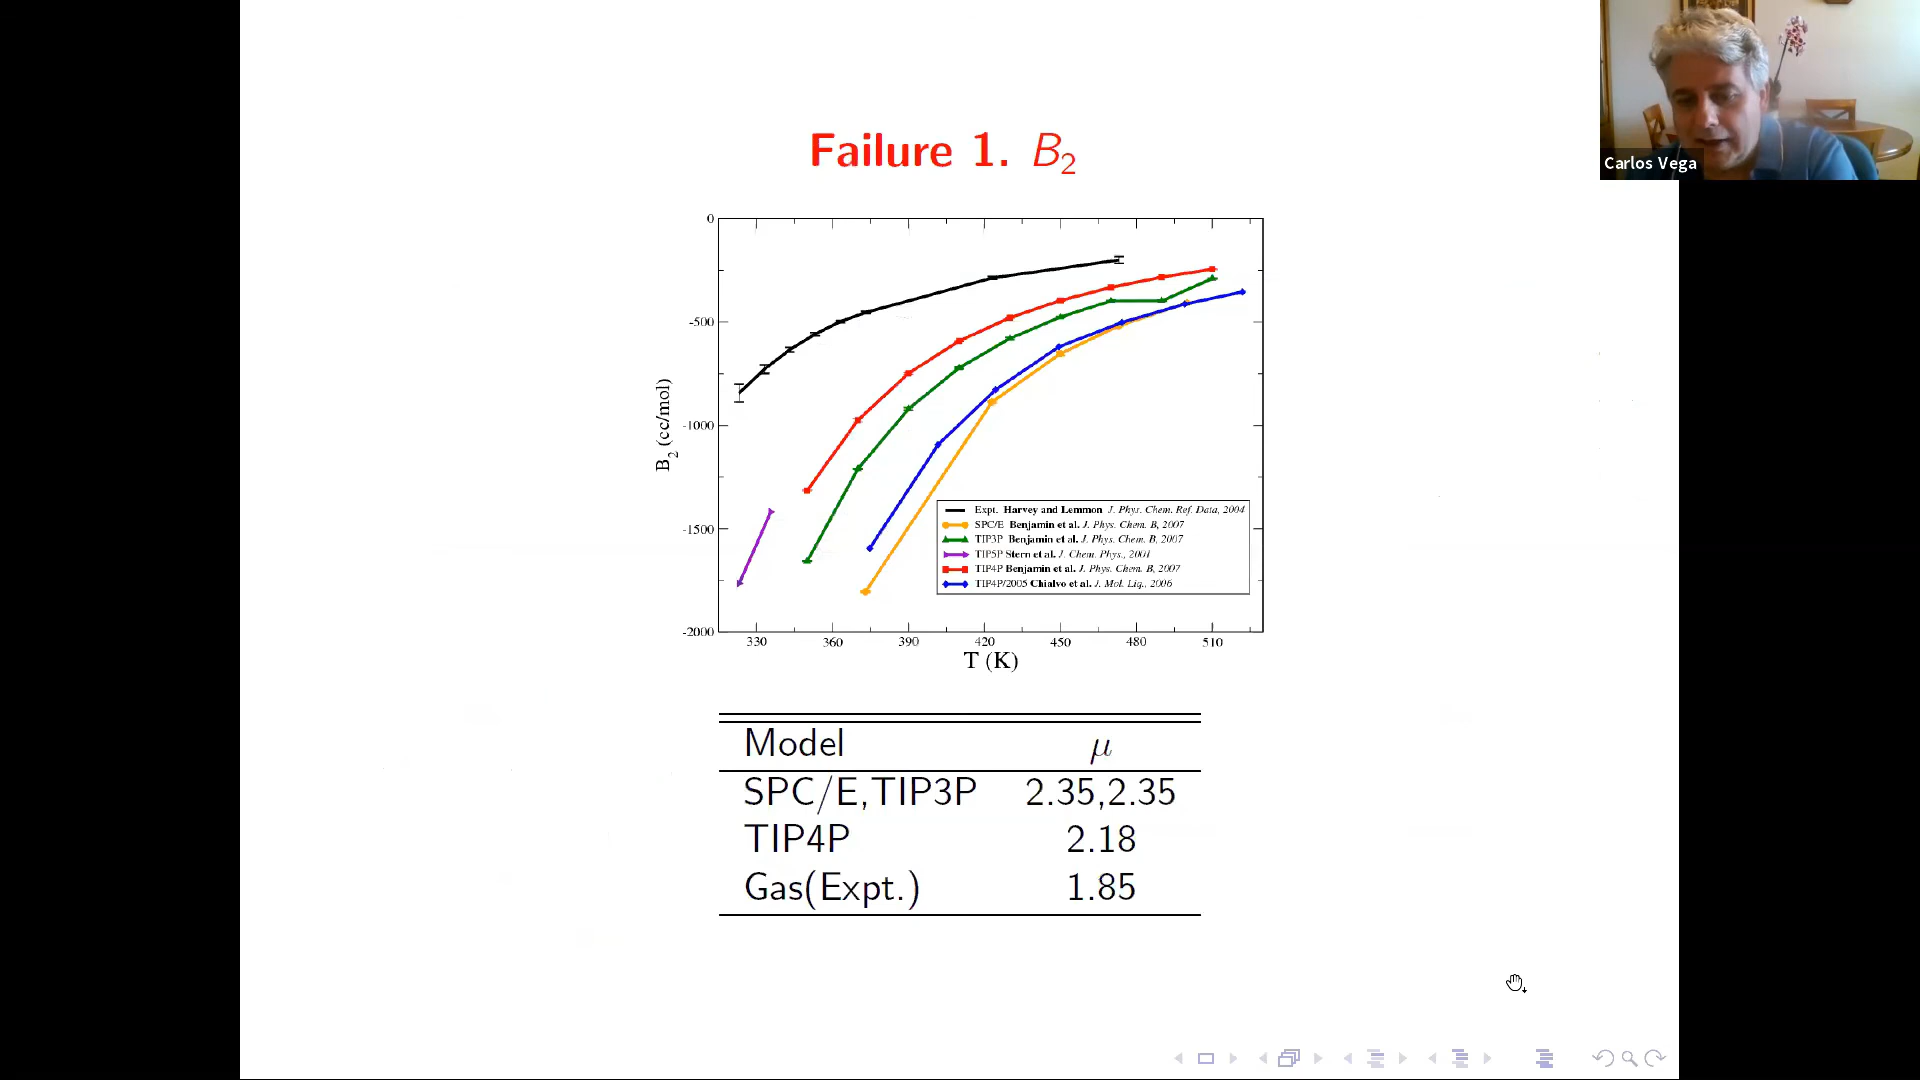 Failure 1. B2
Carlos Vega
0
-500
-1000
-1500
-2000
B2 (cc/mol)
330 360 390 420 450 480 510
T (K)
Expt. Harvey and Lemmon J. Phys. Chem. Ref. Data, 2004
SPC/E Benjamin et al. J. Phys. Chem. B, 2007
TIP3P Benjamin et al. J. Phys. Chem. B, 2007
TIP5P Stern et al. J. Chem. Phys., 2001
TIP4P Benjamin et al. J. Phys. Chem. B, 2007
TIP4P/2005 Chialvo et al. J. Mol. Liq., 2006
Model μ
SPC/E,TIP3P 2.35,2.35
TIP4P 2.18
Gas(Expt.) 1.85